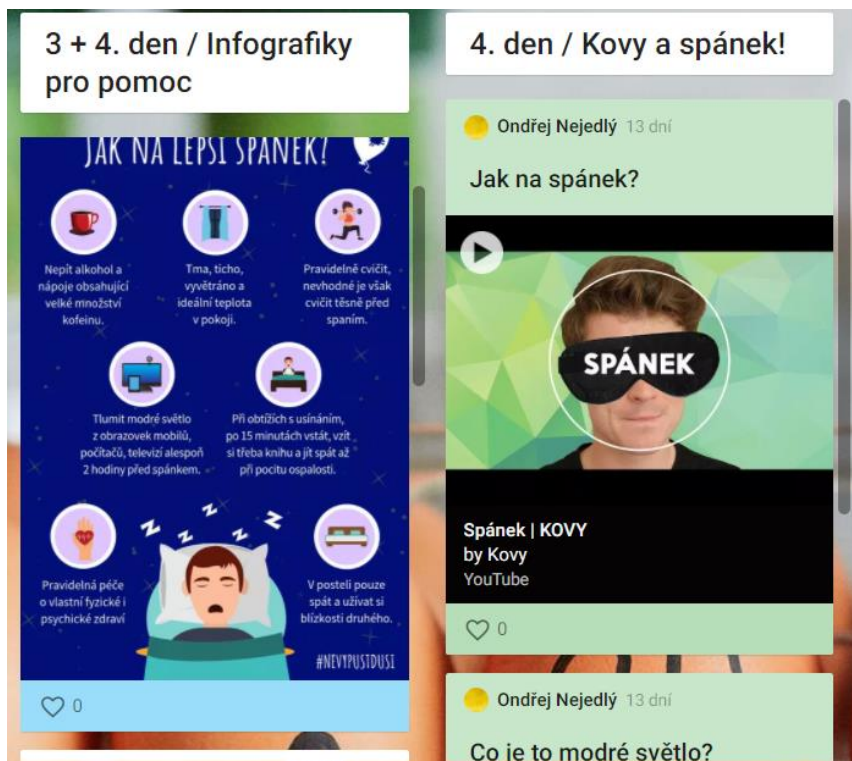 3 + 4. den / Infografiky
pro pomoc
JAK NA LEPŠÍ SPÁNEK?
Nepít alkohol a
nápoje obsahující
velké množství
kofeinu.
Tma, ticho,
vyvětráno a
ideální teplota
v pokoji.
Pravidelně cvičit,
nevhodné je však
cvičit těsně před
spaním.
Tlumit modré světlo
z obrazovek mobilů,
počítačů, televizí alespoň
2 hodiny před spánkem.
Při obtížích s usínáním,
po 15 minutách vstát, vzít
si třeba knihu a jít spát až
při pocitu ospalosti.
Z Z Z Z
Pravidelná péče
o vlastní fyzické i
psychické zdraví
V posteli pouze
spát a užívat si
blízkosti druhého.
#NEVYPUSTDUSI
0
4. den / Kovy a spánek!
Ondřej Nejedlý 13 dní
Jak na spánek?
SPÁNEK
Spánek | KOVY
by Kovy
YouTube
0
Ondřej Nejedlý 13 dní
Co je to modré světlo?